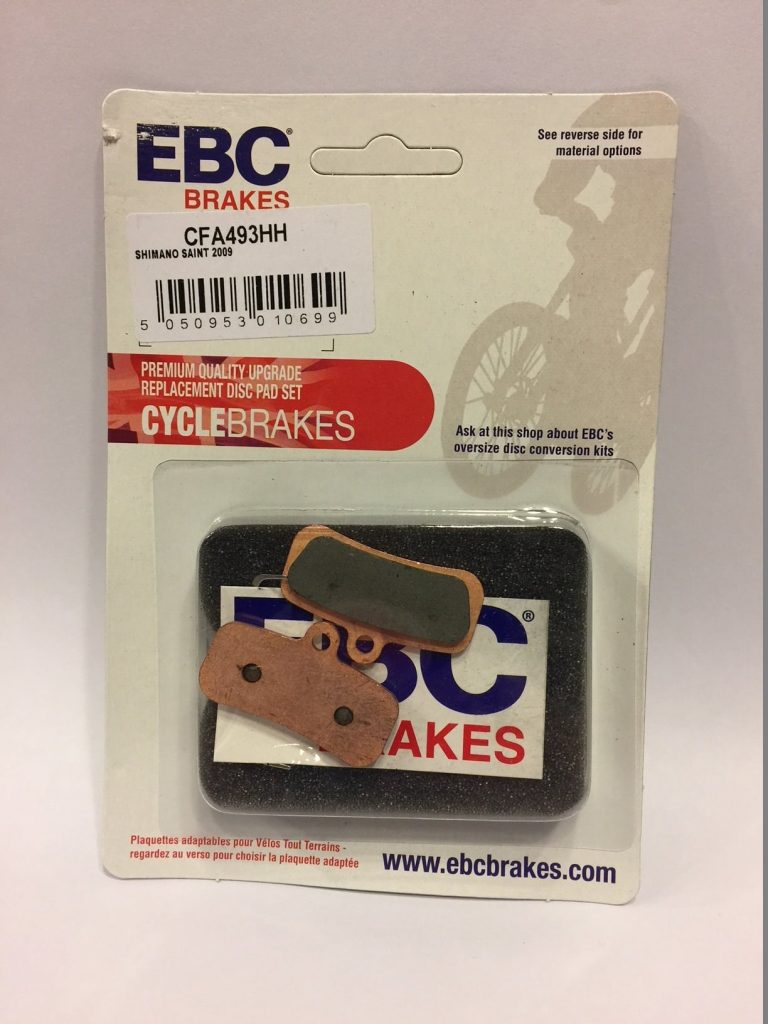 EBC®
BRAKES
See reverse side for
material options
CFA493HH
SHIMANO SAINT 2009
5 050953 010699
PREMIUM QUALITY UPGRADE
REPLACEMENT DISC PAD SET
CYCLEBRAKES
Ask at this shop about EBC's
oversize disc conversion kits
EBC®
AKES
Plaquettes adaptables pour Vélos Tout Terrains -
regardez au verso pour choisir la plaquette adaptée
www.ebcbrakes.com